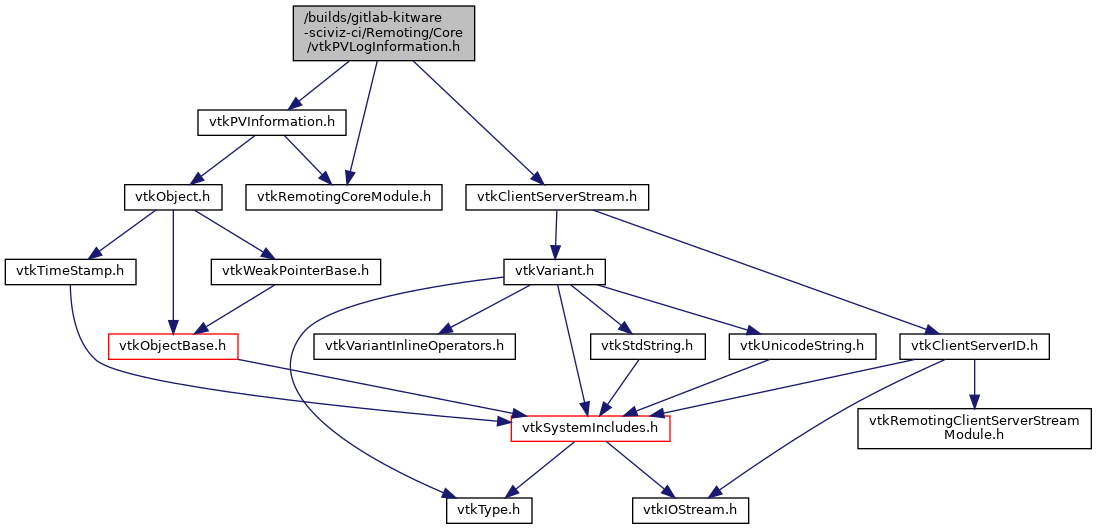 /builds/gitlab-kitware
-sciviz-ci/Remoting/Core
/vtkPVLogInformation.h
vtkPVInformation.h
vtkObject.h
vtkRemotingCoreModule.h
vtkClientServerStream.h
vtkTimeStamp.h
vtkWeakPointerBase.h
vtkVariant.h
vtkObjectBase.h
vtkVariantInlineOperators.h
vtkStdString.h
vtkUnicodeString.h
vtkClientServerID.h
vtkSystemIncludes.h
vtkRemotingClientServerStream
Module.h
vtkType.h
vtkIOStream.h